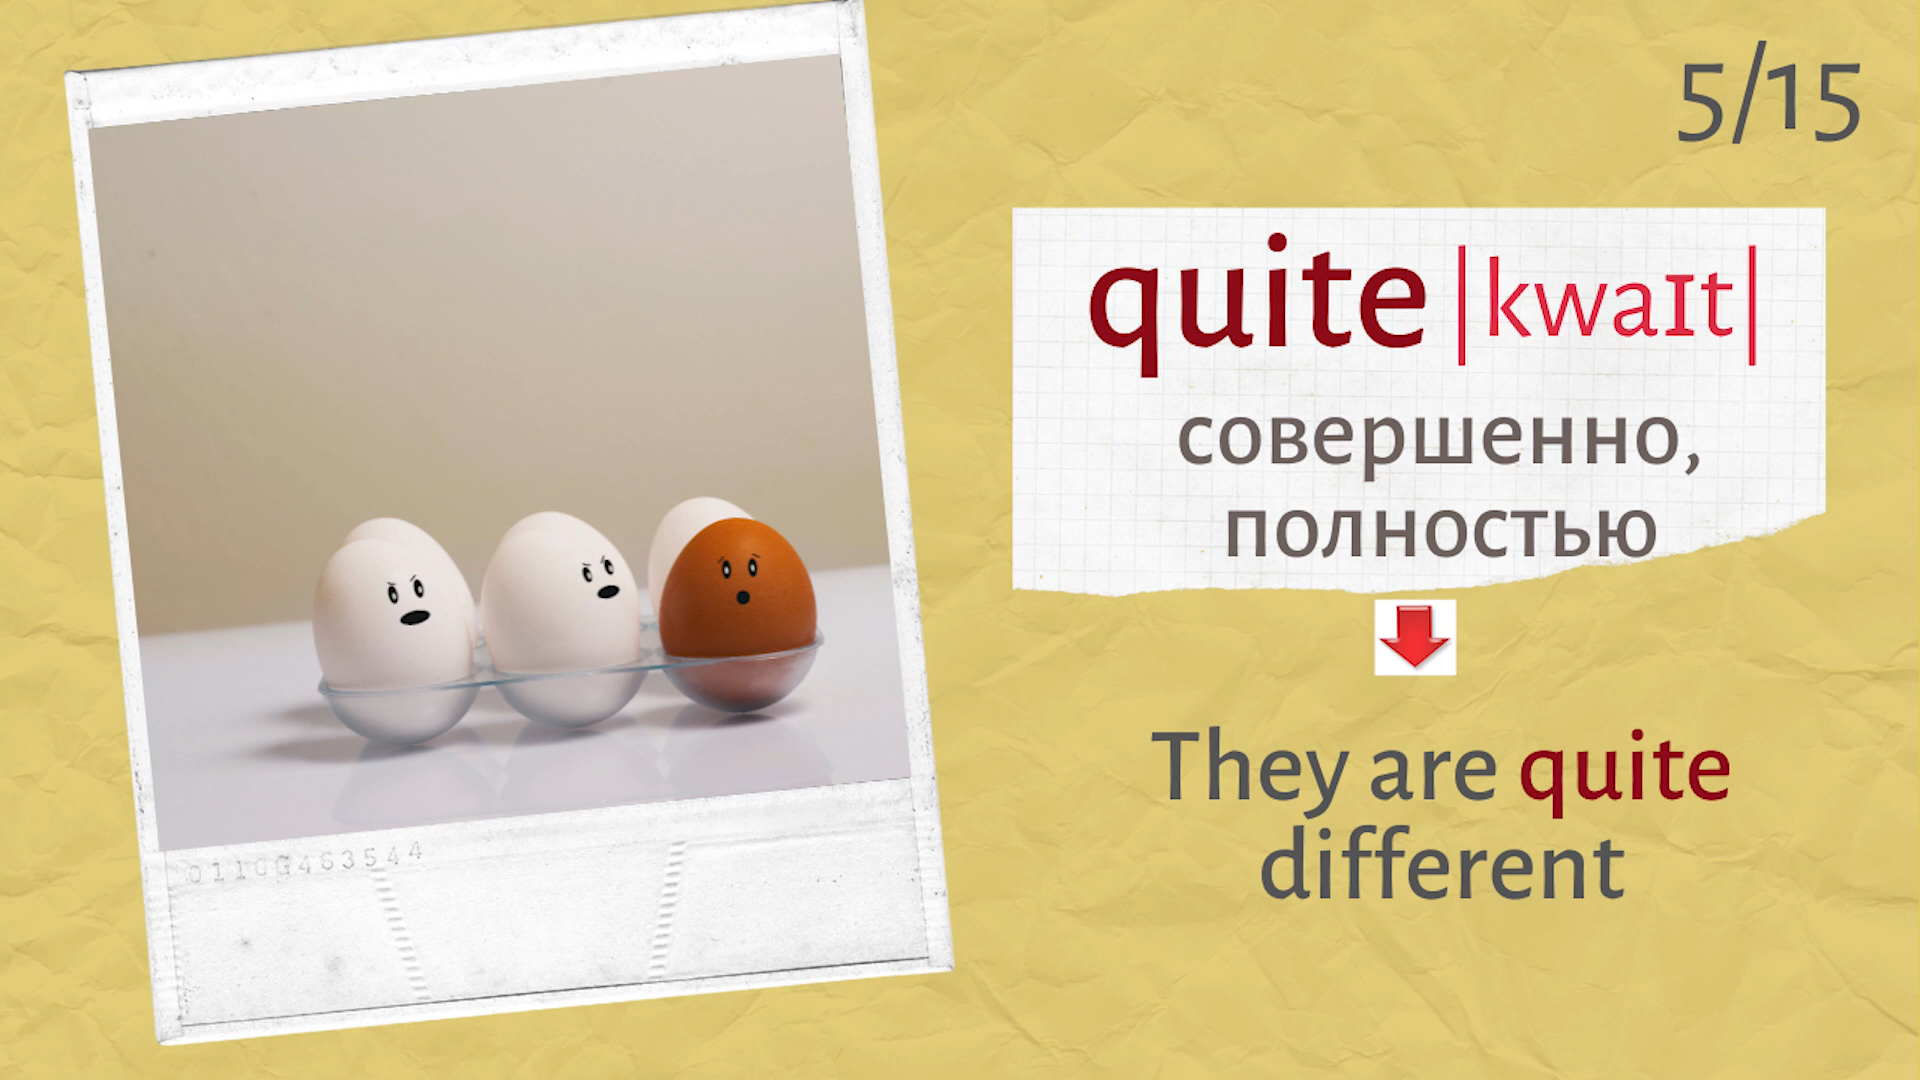 5/15
quite |kwaɪt|
совершенно,
полностью
They are quite
different